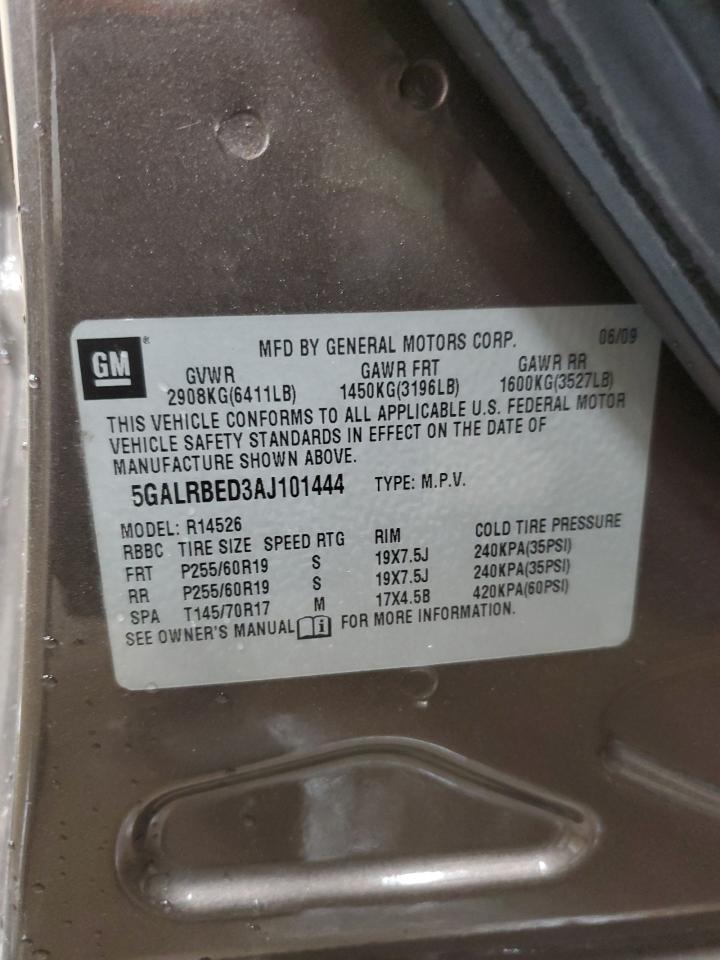 GM ® MFD BY GENERAL MOTORS CORP. 06/09
GVWR GAWR FRT GAWR RR
2908KG(6411LB) 1450KG(3196LB) 1600KG(3527LB)
THIS VEHICLE CONFORMS TO ALL APPLICABLE U.S. FEDERAL MOTOR
VEHICLE SAFETY STANDARDS IN EFFECT ON THE DATE OF
MANUFACTURE SHOWN ABOVE.
5GALRBED3AJ101444 TYPE: M.P.V.
MODEL: R14526
RBBC TIRE SIZE SPEED RTG RIM COLD TIRE PRESSURE
FRT P255/60R19 S 19X7.5J 240KPA(35PSI)
RR P255/60R19 S 19X7.5J 240KPA(35PSI)
SPA T145/70R17 M 17X4.5B 420KPA(60PSI)
SEE OWNER'S MANUAL i FOR MORE INFORMATION.